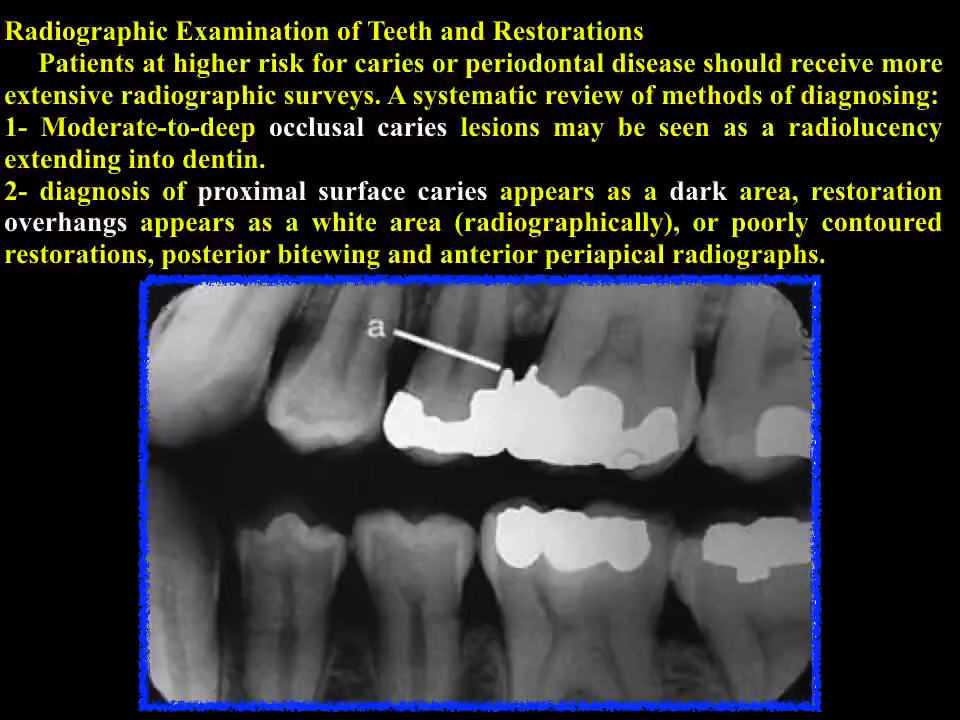 Radiographic Examination of Teeth and Restorations
Patients at higher risk for caries or periodontal disease should receive more
extensive radiographic surveys. A systematic review of methods of diagnosing:
1- Moderate-to-deep occlusal caries lesions may be seen as a radiolucency
extending into dentin.
2- diagnosis of proximal surface caries appears as a dark area, restoration
overhangs appears as a white area (radiographically), or poorly contoured
restorations, posterior bitewing and anterior periapical radiographs.
a